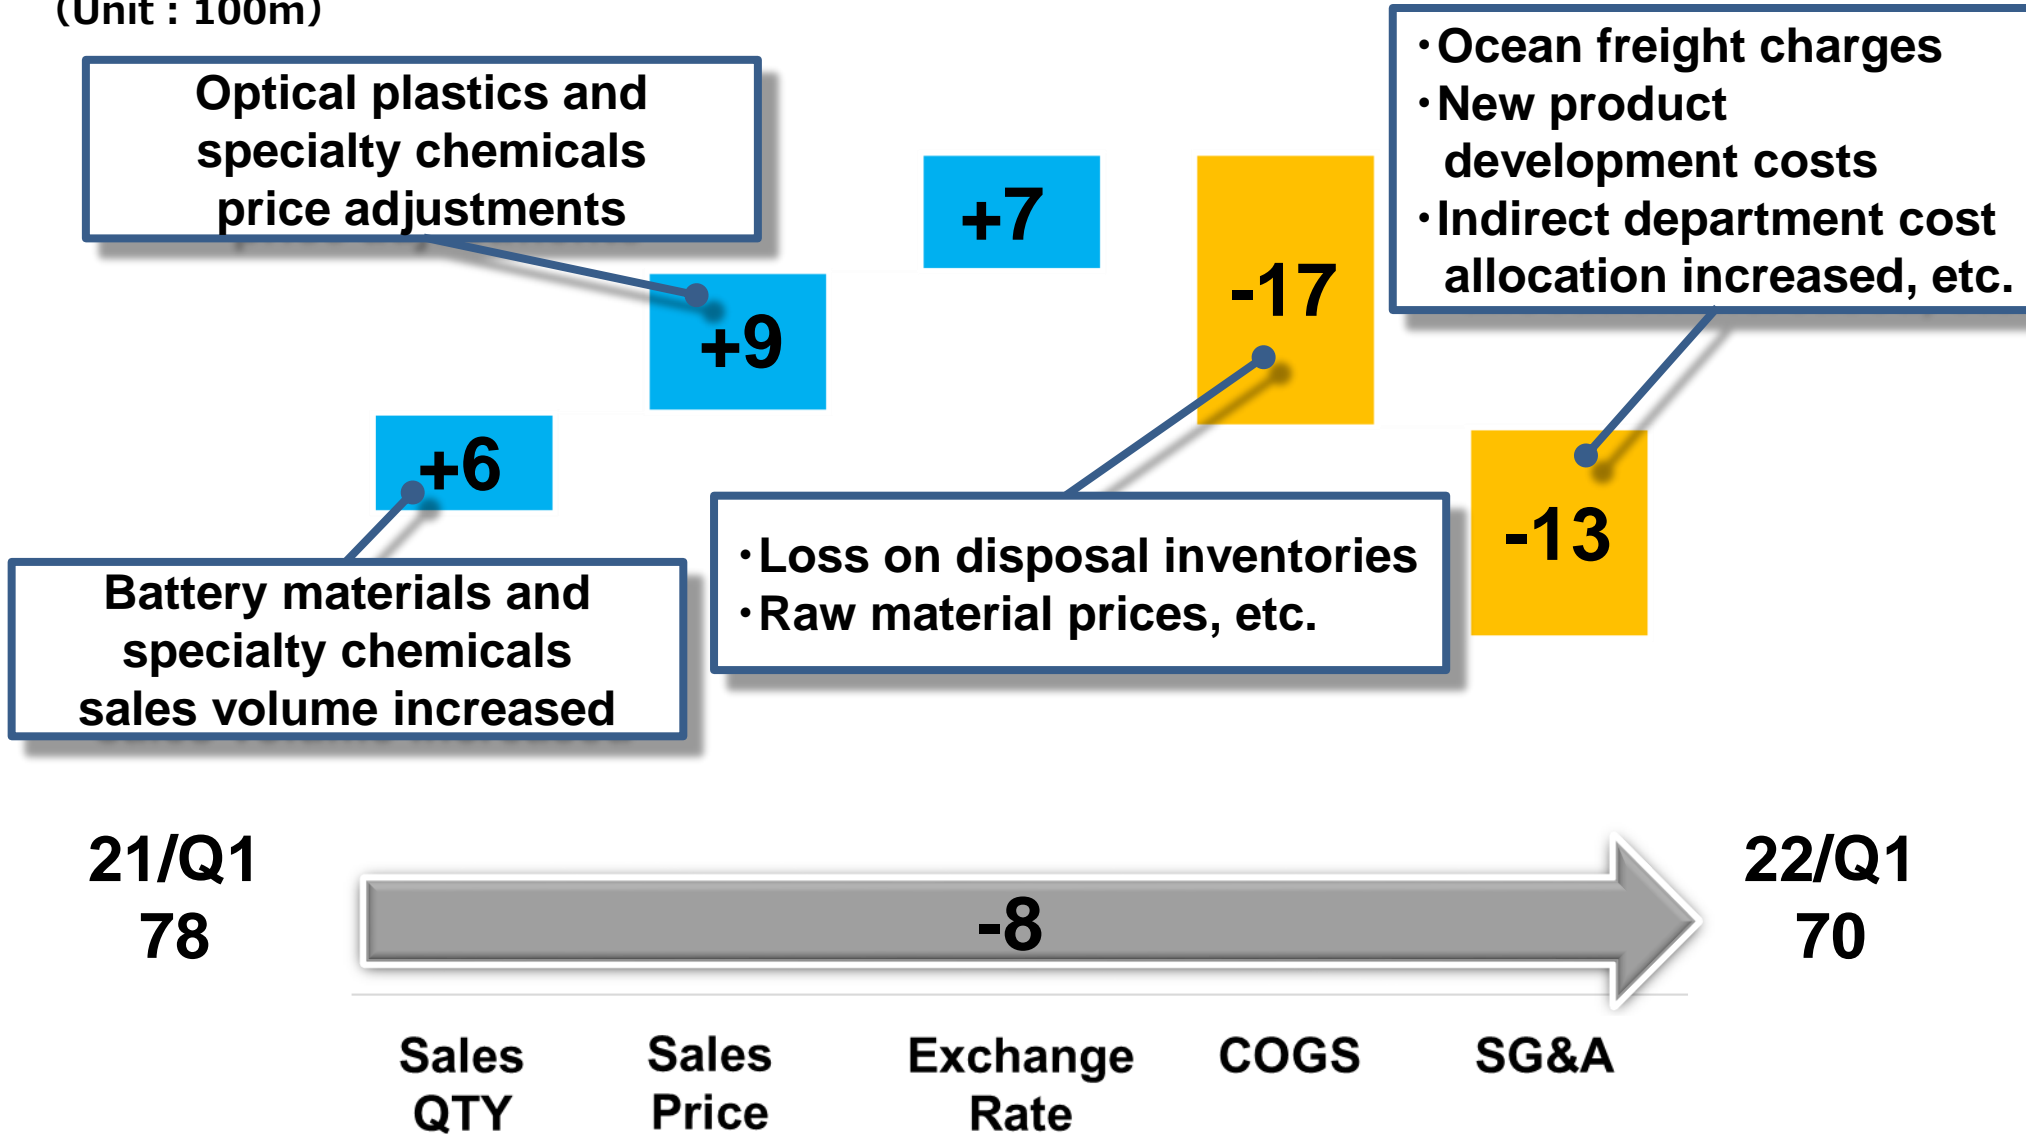 (Unit : 100m)
Optical plastics and
specialty chemicals
price adjustments
・Ocean freight charges
・New product
development costs
・Indirect department cost
allocation increased, etc.
+7
-17
+9
+6
-13
・Loss on disposal inventories
・Raw material prices, etc.
Battery materials and
specialty chemicals
sales volume increased
21/Q1
78
-8
22/Q1
70
Sales
QTY
Sales
Price
Exchange
Rate
COGS
SG&A